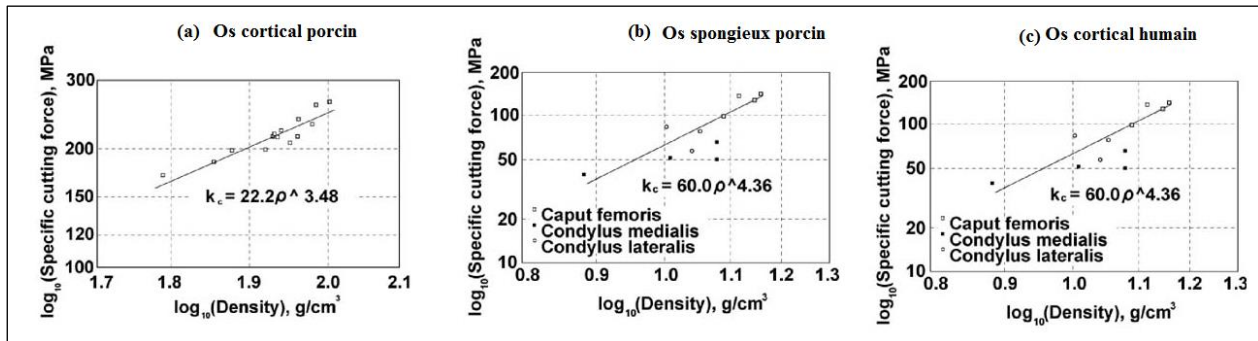 (a) Os cortical porcin
log10(Specific cutting force), MPa
300
200
150
120
100
kc = 22.2ρ^ 3.48
1.7 1.8 1.9 2.0 2.1
log10(Density), g/cm³
(b) Os spongieux porcin
log10(Specific cutting force), MPa
200
100
50
20
10
kc = 60.0ρ^4.36
Caput femoris
Condylus medialis
Condylus lateralis
0.8 0.9 1.0 1.1 1.2 1.3
log10(Density), g/cm³
(c) Os cortical humain
log10(Specific cutting force), MPa
200
100
50
20
10
kc = 60.0ρ^4.36
Caput femoris
Condylus medialis
Condylus lateralis
0.8 0.9 1.0 1.1 1.2 1.3
log10(Density), g/cm³